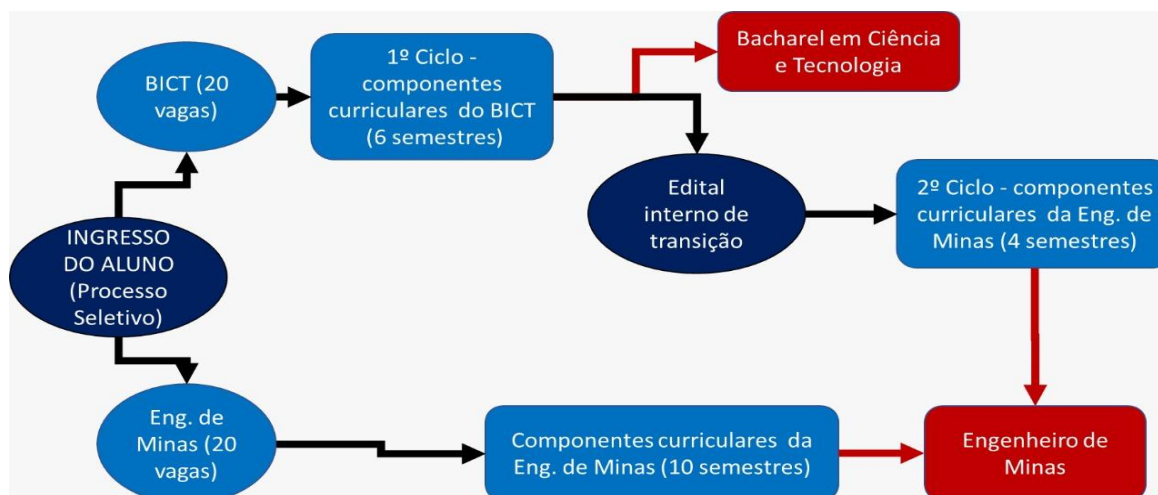 BICT (20
vagas)
1º Ciclo -
componentes
curriculares do BICT
(6 semestres)
Bacharel em Ciência
e Tecnologia
INGRESSO
DO ALUNO
(Processo
Seletivo)
Edital
interno de
transição
2º Ciclo - componentes
curriculares da Eng. de
Minas (4 semestres)
Eng. de
Minas (20
vagas)
Componentes curriculares da
Eng. de Minas (10 semestres)
Engenheiro de
Minas